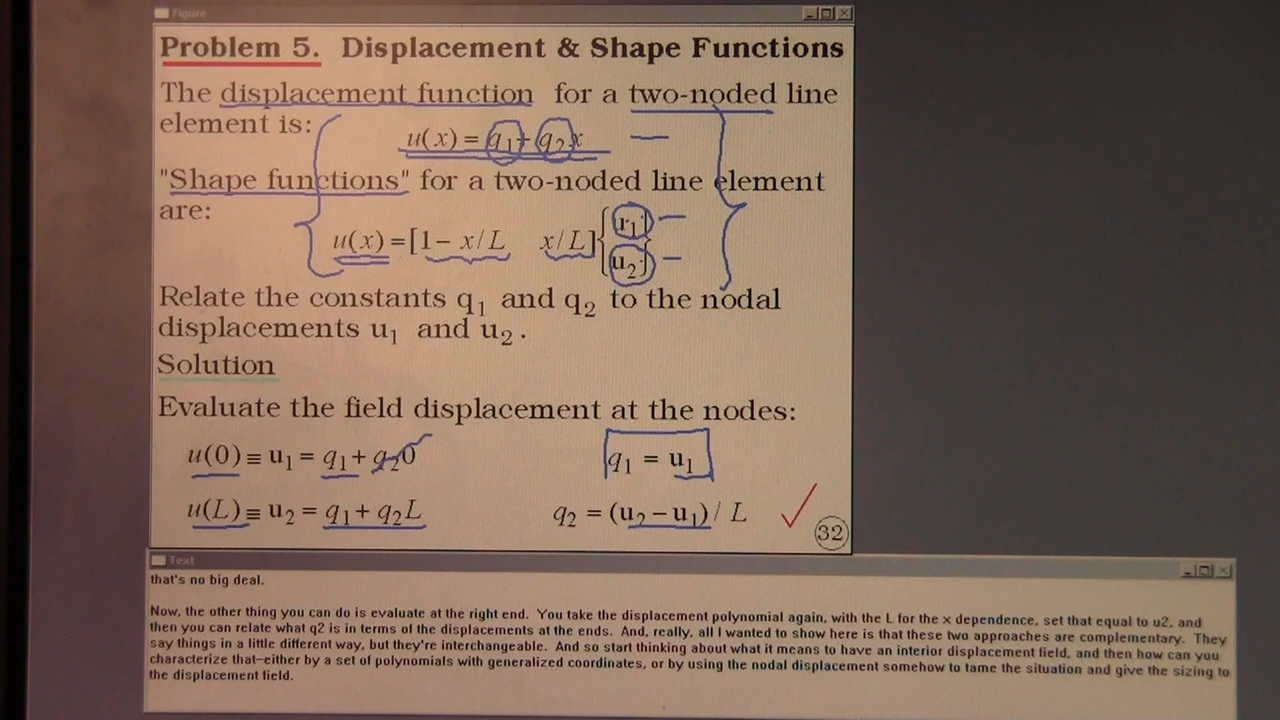 Figure
Problem 5. Displacement & Shape Functions
The displacement function for a two-noded line
element is:
u(x) = q1+ q2x
"Shape functions" for a two-noded line element
are:
u(x) =[1− x/L x/L]
u2
Relate the constants q1 and q2 to the nodal
displacements u1 and u2 .
Solution
Evaluate the field displacement at the nodes:
u(0) ≡ u1 = q1+ q20
q1 = u1
u(L) ≡ u2 = q1+ q2L
q2 = (u2 − u1)/ L
32
Text
that's no big deal.
Now, the other thing you can do is evaluate at the right end. You take the displacement polynomial again, with the L for the x dependence, set that equal to u2, and
then you can relate what q2 is in terms of the displacements at the ends. And, really, all I wanted to show here is that these two approaches are complementary. They
say things in a little different way, but they're interchangeable. And so start thinking about what it means to have an interior displacement field, and then how can you
characterize that–either by a set of polynomials with generalized coordinates, or by using the nodal displacement somehow to tame the situation and give the sizing to
the displacement field.